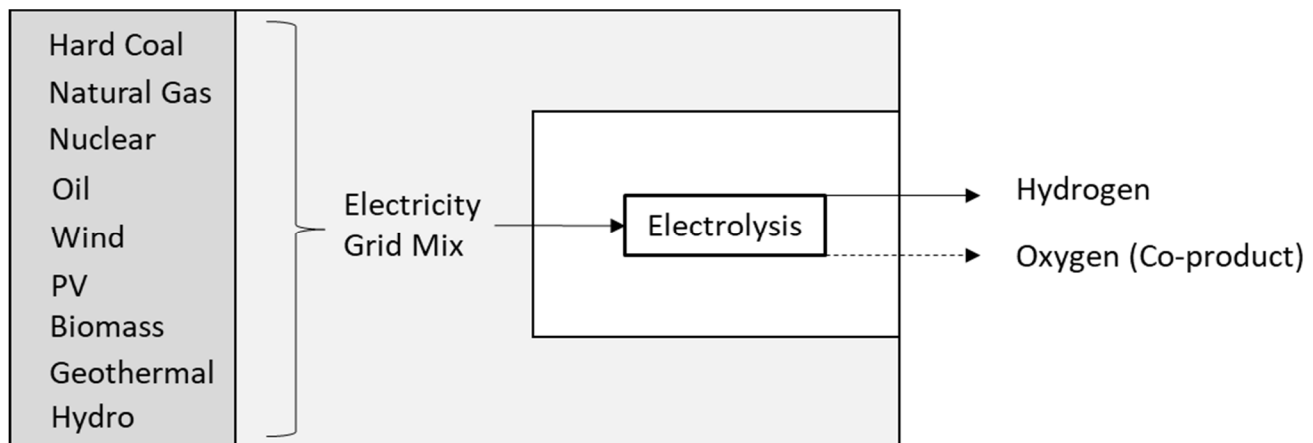 Hard Coal
Natural Gas
Nuclear
Oil
Wind
PV
Biomass
Geothermal
Hydro
Electricity
Grid Mix
Electrolysis
Hydrogen
Oxygen (Co-product)